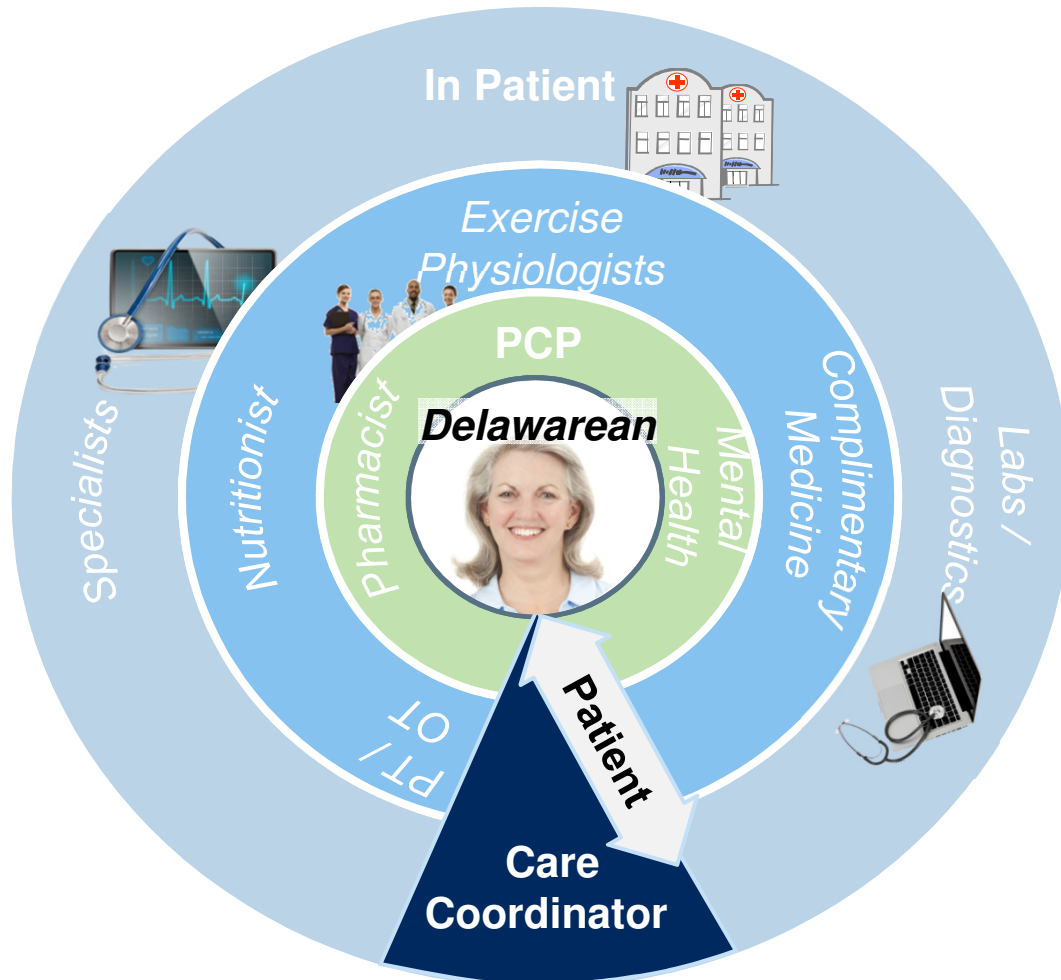 In Patient
Exercise
Physiologists
PCP
Delawarean
Specialists
Nutritionist
Pharmacist
Mental
Health
Complimentary
Medicine
Labs /
Diagnostics
PT /
OT
Patient
Care
Coordinator